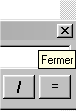 Fermer
/ =